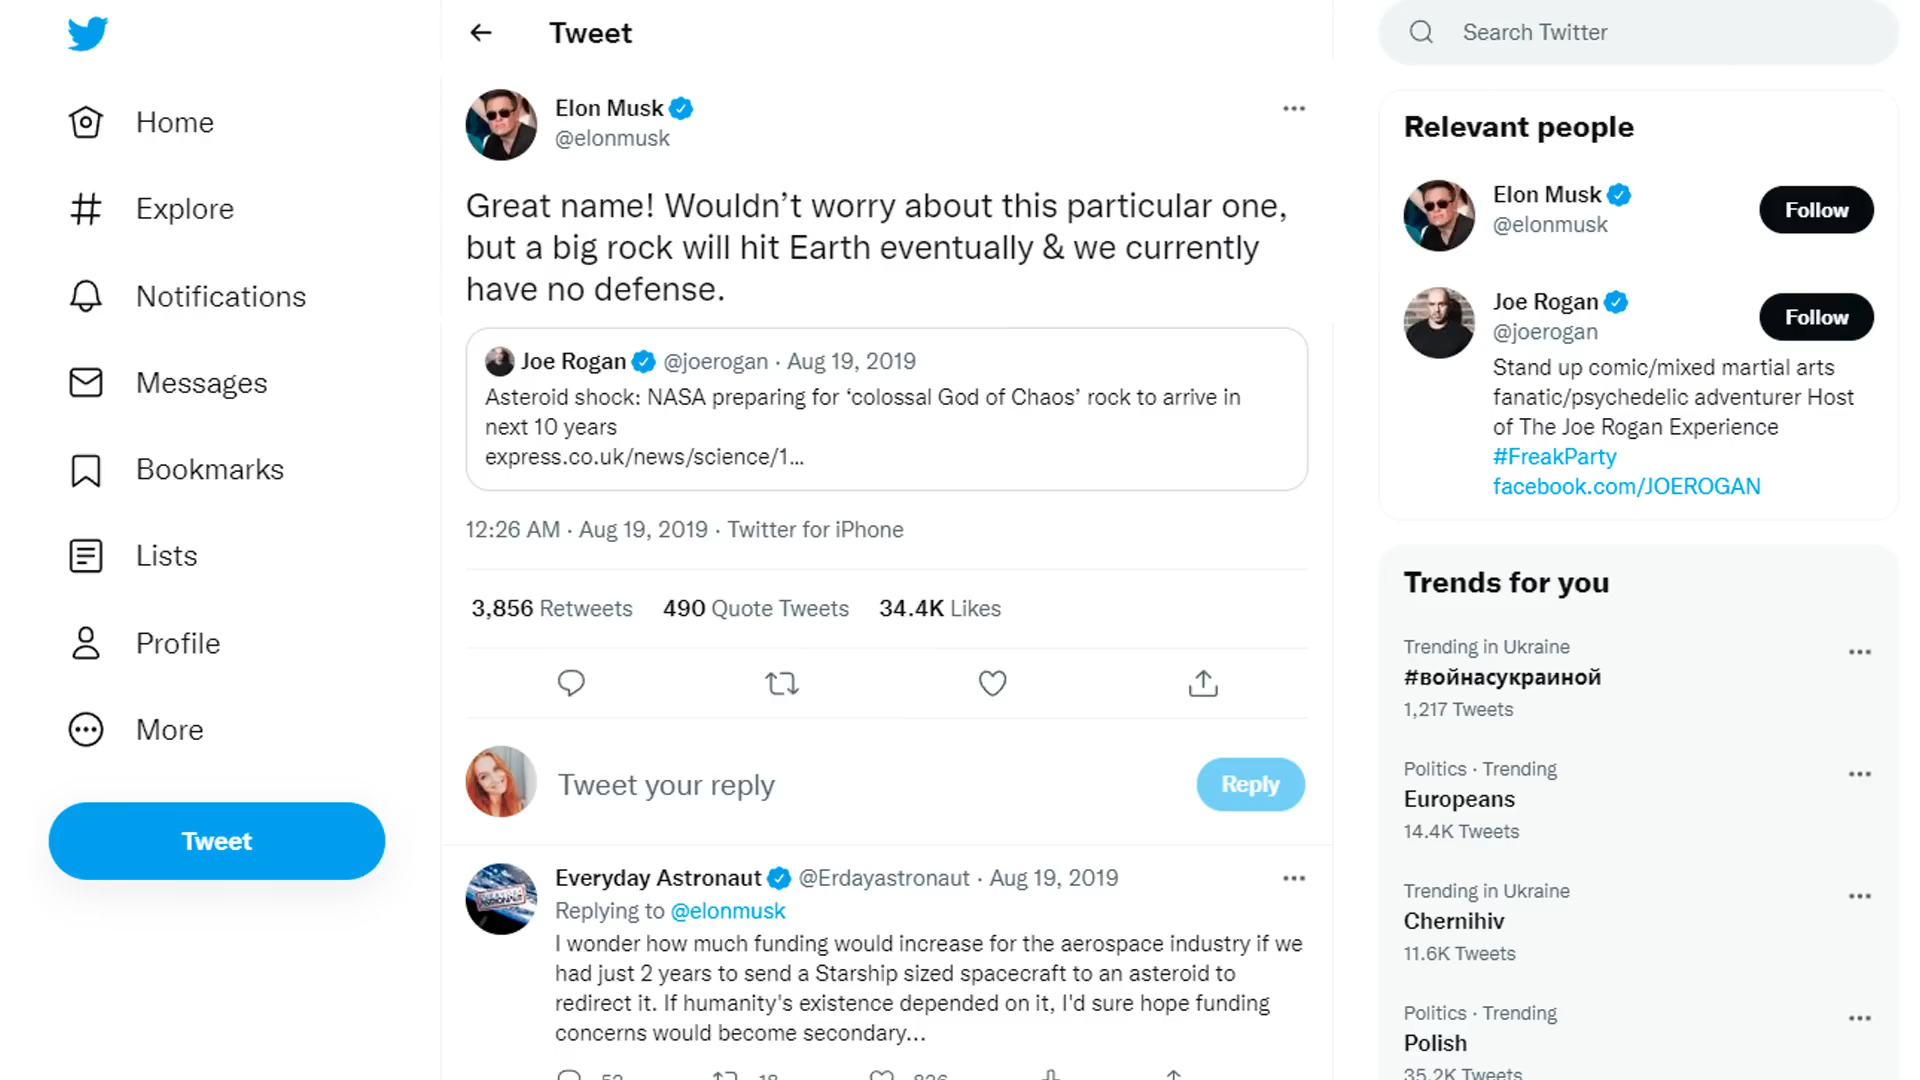 Home
Explore
Notifications
Messages
Bookmarks
Lists
Profile
More
Tweet
Tweet
Elon Musk
@elonmusk
Great name! Wouldn’t worry about this particular one,
but a big rock will hit Earth eventually & we currently
have no defense.
Joe Rogan @joerogan · Aug 19, 2019
Asteroid shock: NASA preparing for ‘colossal God of Chaos’ rock to arrive in
next 10 years
express.co.uk/news/science/1...
12:26 AM · Aug 19, 2019 · Twitter for iPhone
3,856 Retweets 490 Quote Tweets 34.4K Likes
Tweet your reply
Reply
Everyday Astronaut @Erdayastronaut · Aug 19, 2019
Replying to @elonmusk
I wonder how much funding would increase for the aerospace industry if we
had just 2 years to send a Starship sized spacecraft to an asteroid to
redirect it. If humanity's existence depended on it, I'd sure hope funding
concerns would become secondary...
Search Twitter
Relevant people
Elon Musk
@elonmusk
Follow
Joe Rogan
@joerogan
Follow
Stand up comic/mixed martial arts
fanatic/psychedelic adventurer Host
of The Joe Rogan Experience
#FreakParty
facebook.com/JOEROGAN
Trends for you
Trending in Ukraine
#войнасукраиной
1,217 Tweets
Politics · Trending
Europeans
14.4K Tweets
Trending in Ukraine
Chernihiv
11.6K Tweets
Politics · Trending
Polish
35.2K Tweets